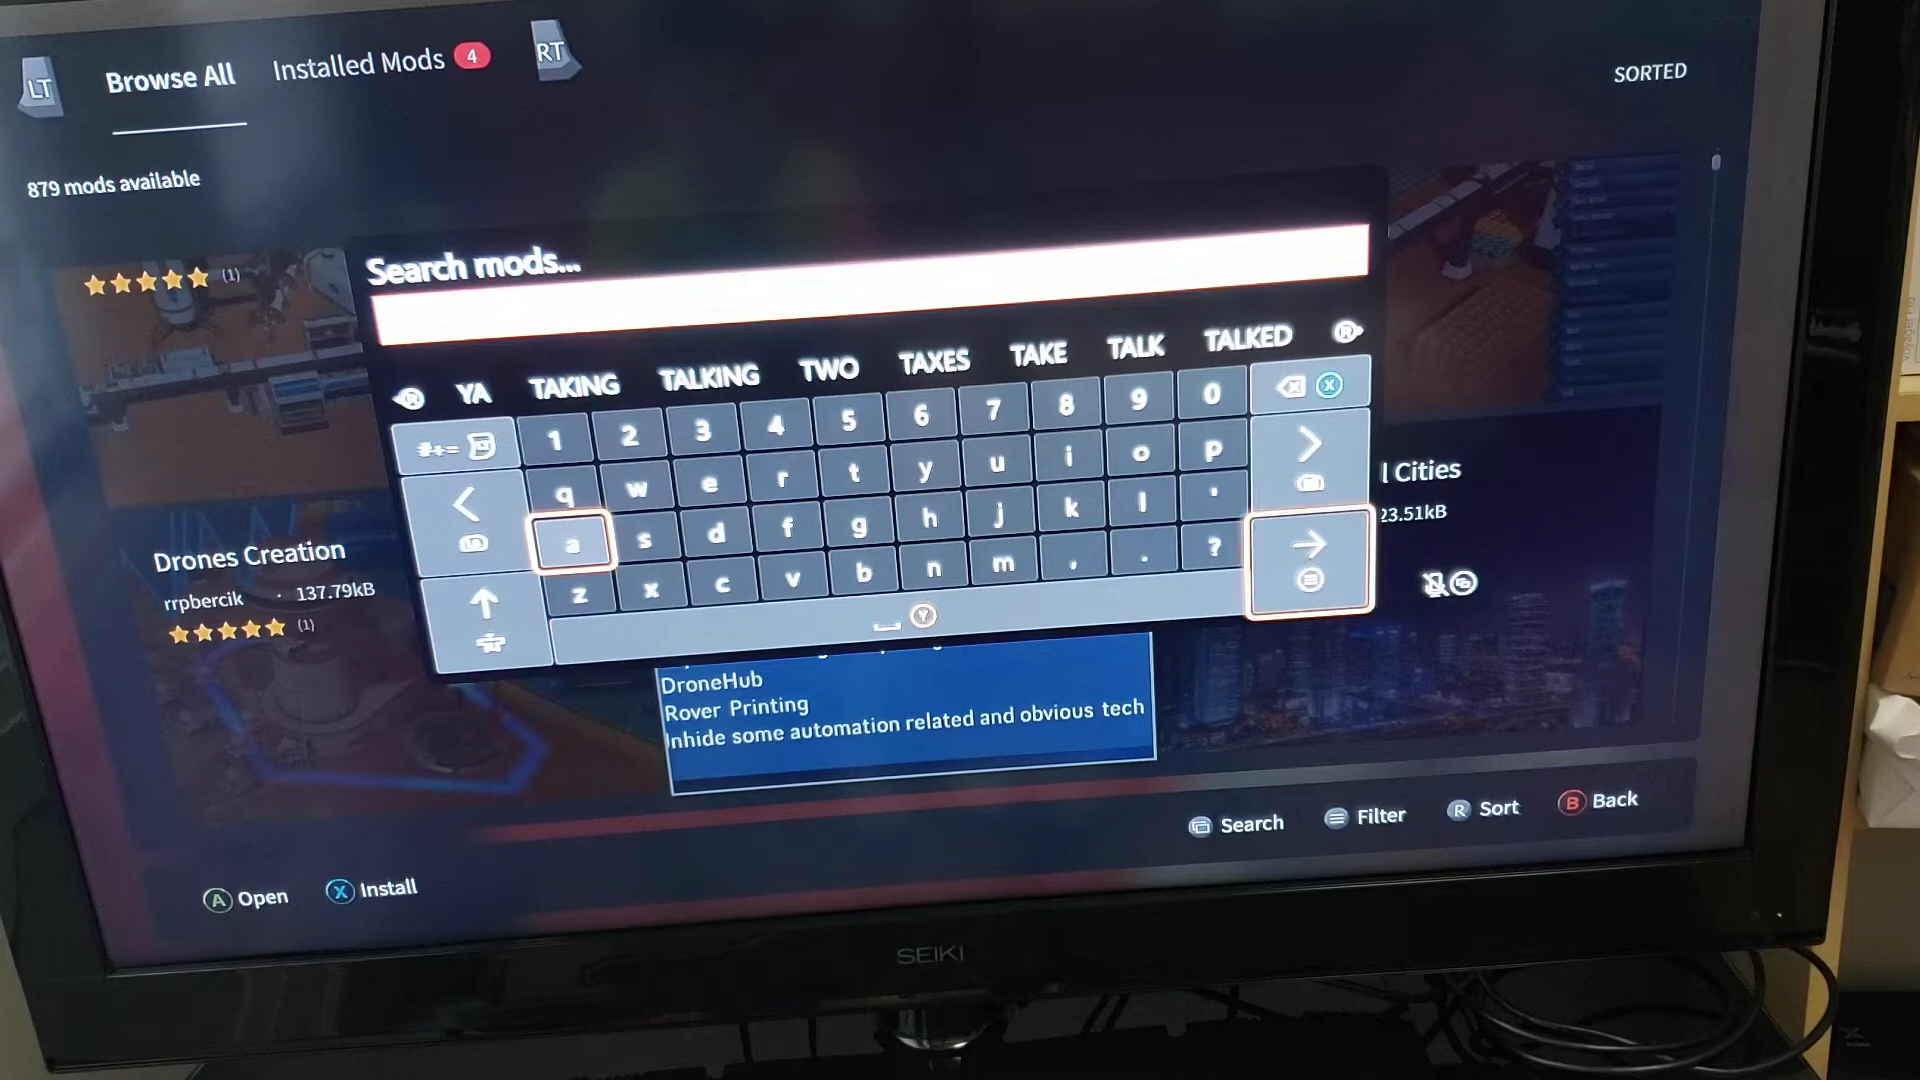 LT
Browse All
Installed Mods 4
RT
SORTED
879 mods available
(1)
Search mods...
YA TAKING TALKING TWO TAXES TAKE TALK TALKED R
#+= 1 2 3 4 5 6 7 8 9 0 X
q w e r t y u i o p
a s d f g h j k l '
z x c v b n m , . ?
Y
Drones Creation
rrpbercik · 137.79kB
(1)
l Cities
23.51kB
DroneHub
Rover Printing
Inhide some automation related and obvious tech
Search Filter R Sort B Back
A Open X Install
SEIKI